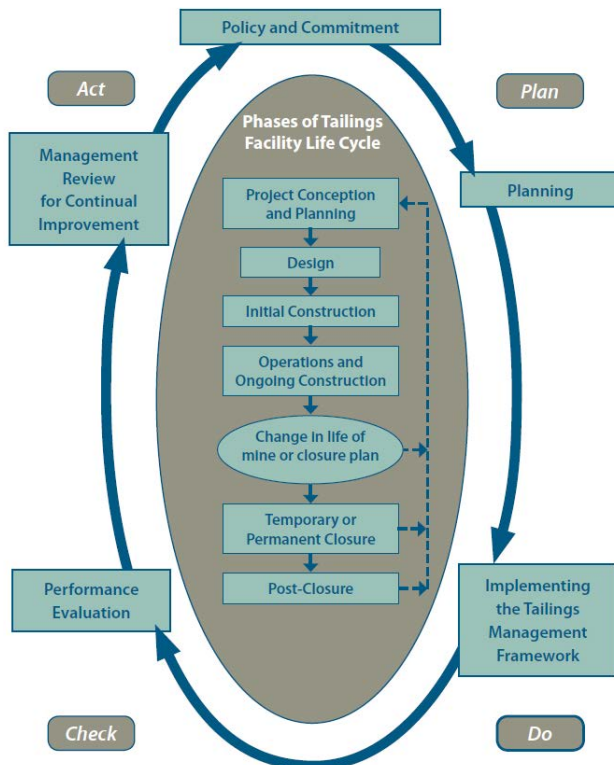 Policy and Commitment
Act
Plan
Management
Review
for Continual
Improvement
Planning
Phases of Tailings
Facility Life Cycle
Project Conception
and Planning
Design
Initial Construction
Operations and
Ongoing Construction
Change in life of
mine or closure plan
Temporary or
Permanent Closure
Post-Closure
Performance
Evaluation
Implementing
the Tailings
Management
Framework
Check
Do